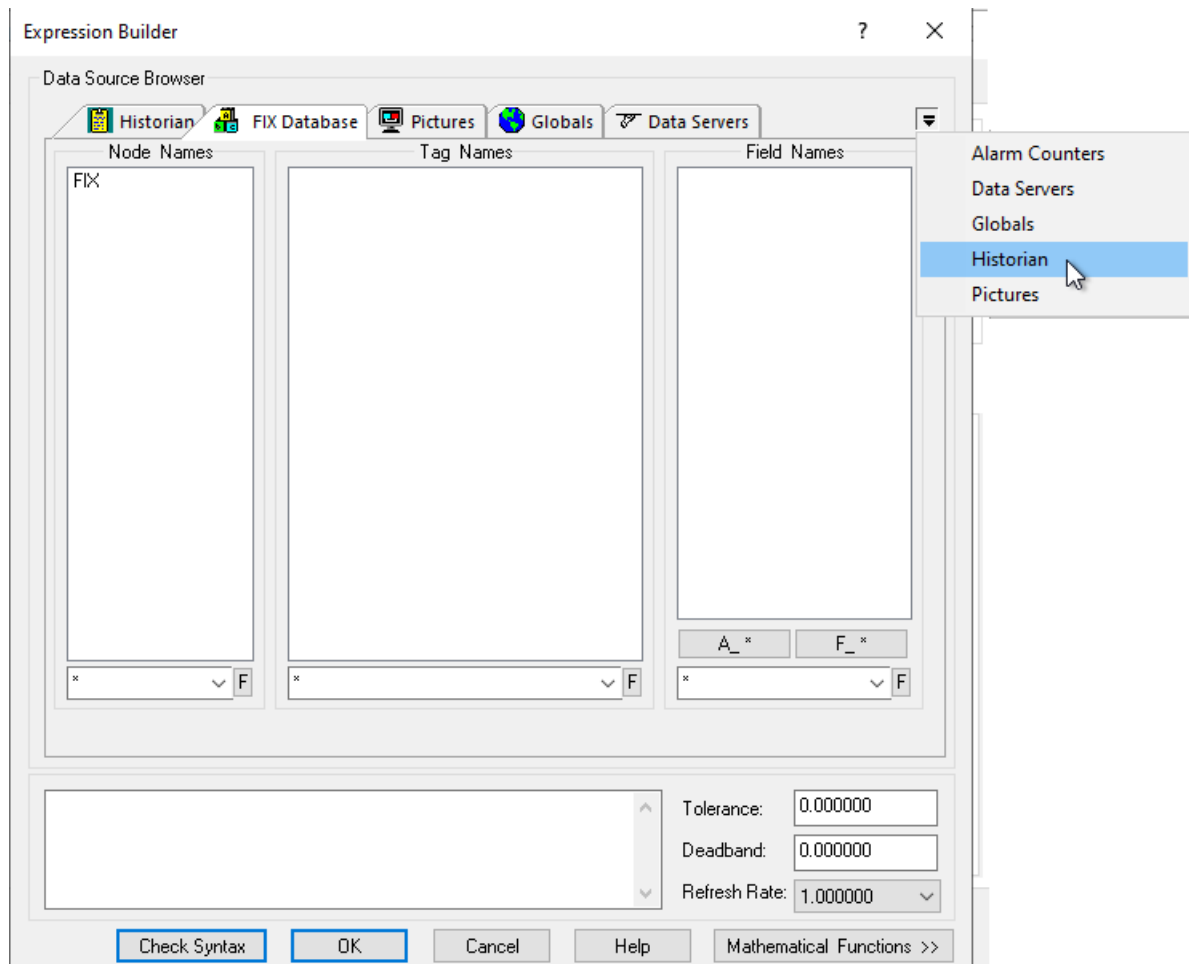 Expression Builder ?
Data Source Browser
Historian FIX Database Pictures Globals Data Servers
Node Names Tag Names Field Names
FIX
Alarm Counters
Data Servers
Globals
Historian
Pictures
A_* F_*
* F * F * F
Tolerance: 0.000000
Deadband: 0.000000
Refresh Rate: 1.000000
Check Syntax OK Cancel Help Mathematical Functions >>